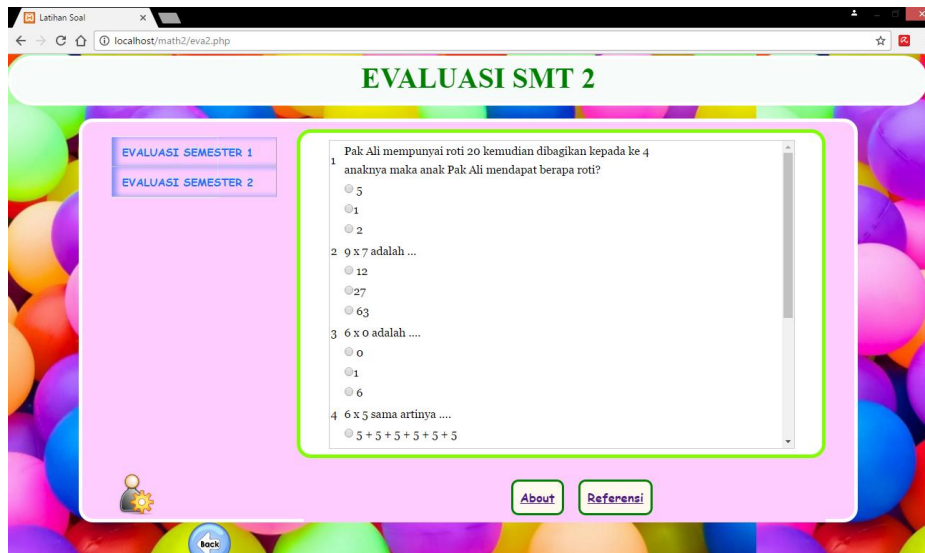 Latihan Soal
localhost/math2/eva2.php
EVALUASI SMT 2
EVALUASI SEMESTER 1
EVALUASI SEMESTER 2
1 Pak Ali mempunyai roti 20 kemudian dibagikan kepada ke 4
anaknya maka anak Pak Ali mendapat berapa roti?
5
1
2
2 9 x 7 adalah ...
12
27
63
3 6 x 0 adalah ....
0
1
6
4 6 x 5 sama artinya ....
5 + 5 + 5 + 5 + 5 + 5
About
Referensi
Back